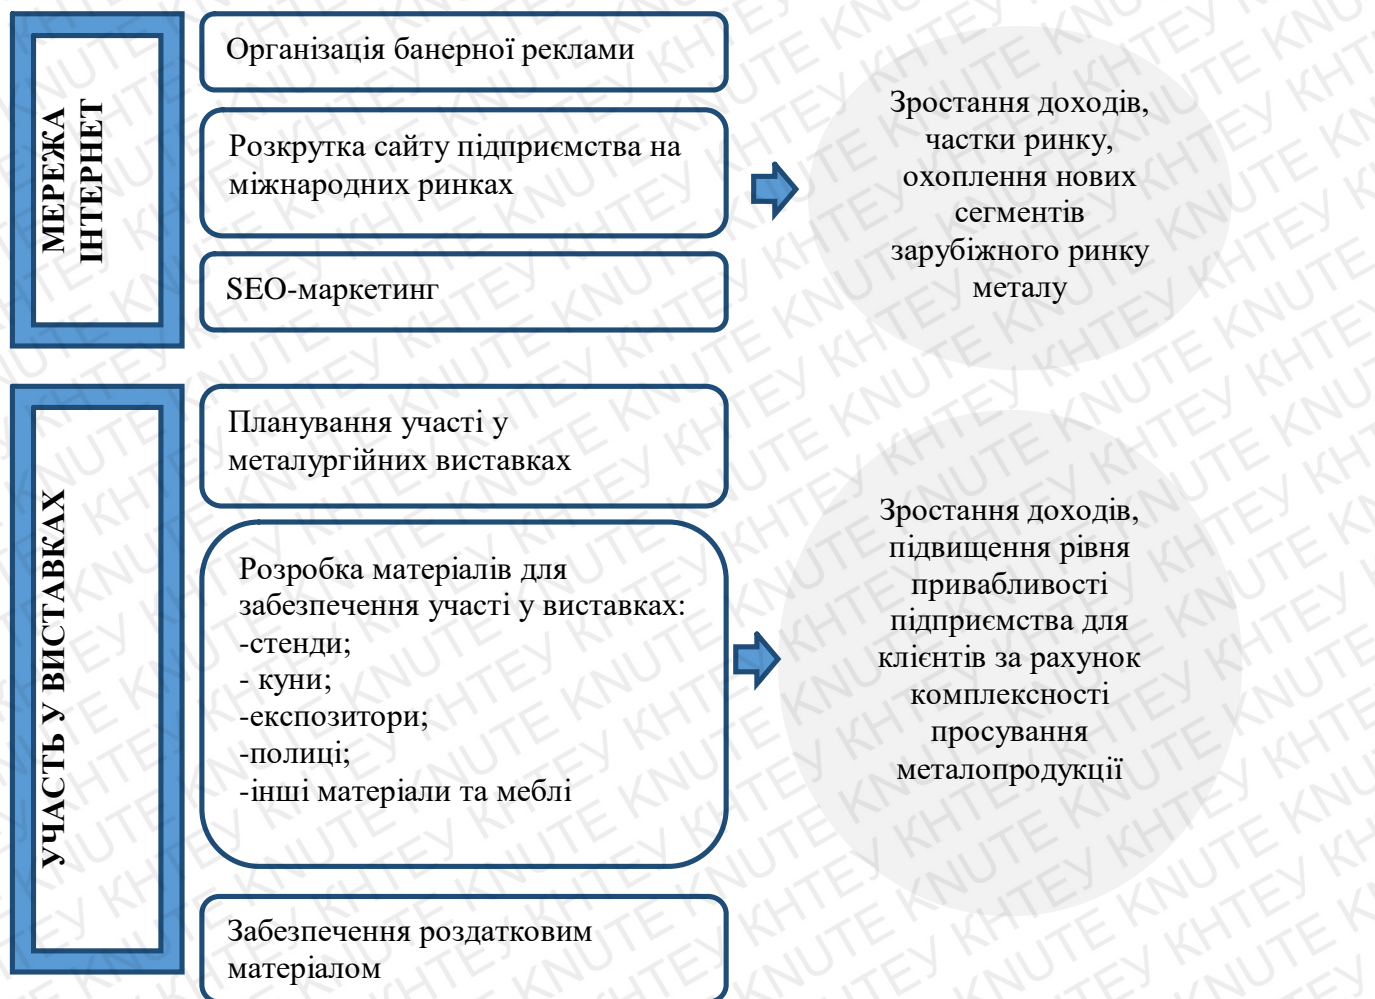 МЕРЕЖА
ІНТЕРНЕТ
Організація банерної реклами
Розкрутка сайту підприємства на
міжнародних ринках
SEO-маркетинг
Зростання доходів,
частки ринку,
охоплення нових
сегментів
зарубіжного ринку
металу
УЧАСТЬ У ВИСТАВКАХ
Планування участі у
металургійних виставках
Розробка матеріалів для
забезпечення участі у виставках:
-стенди;
- куни;
-експозитори;
-полиці;
-інші матеріали та меблі
Забезпечення роздатковим
матеріалом
Зростання доходів,
підвищення рівня
привабливості
підприємства для
клієнтів за рахунок
комплексності
просування
металопродукції